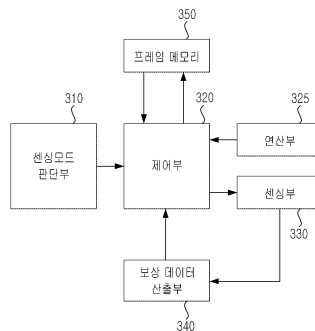 350
프레임 메모리
310
320
325
센싱모드
판단부
제어부
연산부
센싱부
330
보상 데이터
산출부
340